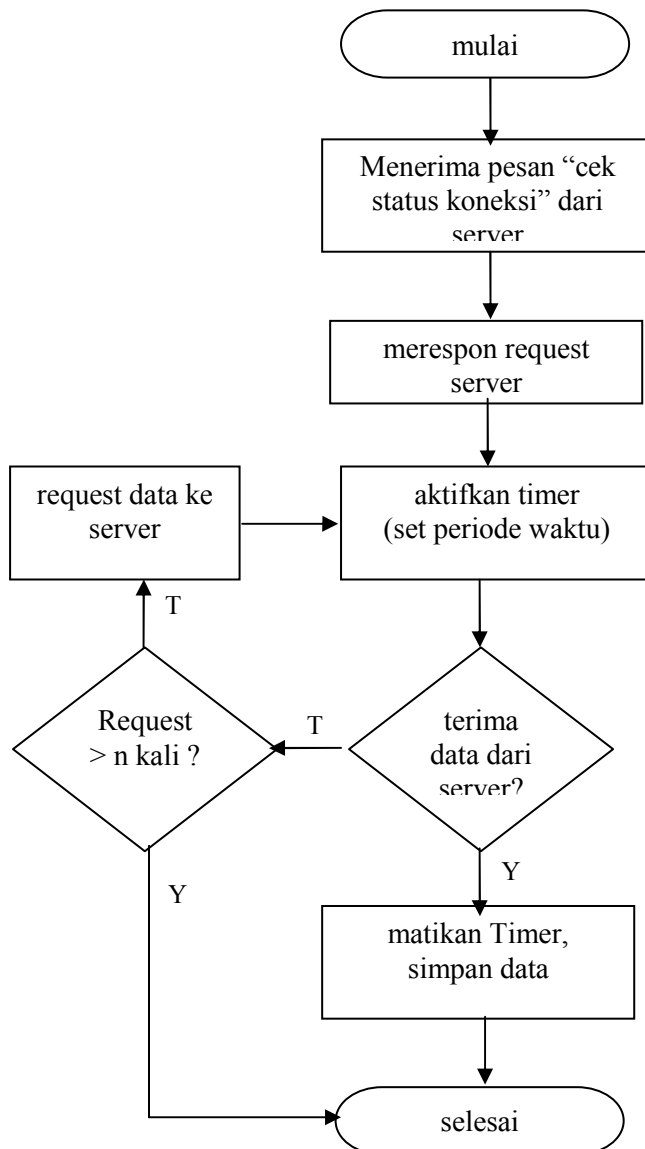 mulai
Menerima pesan “cek
status koneksi” dari
server
merespon request
server
request data ke
server
aktifkan timer
(set periode waktu)
T
Request
> n kali ?
T
terima
data dari
server?
Y
Y
matikan Timer,
simpan data
selesai